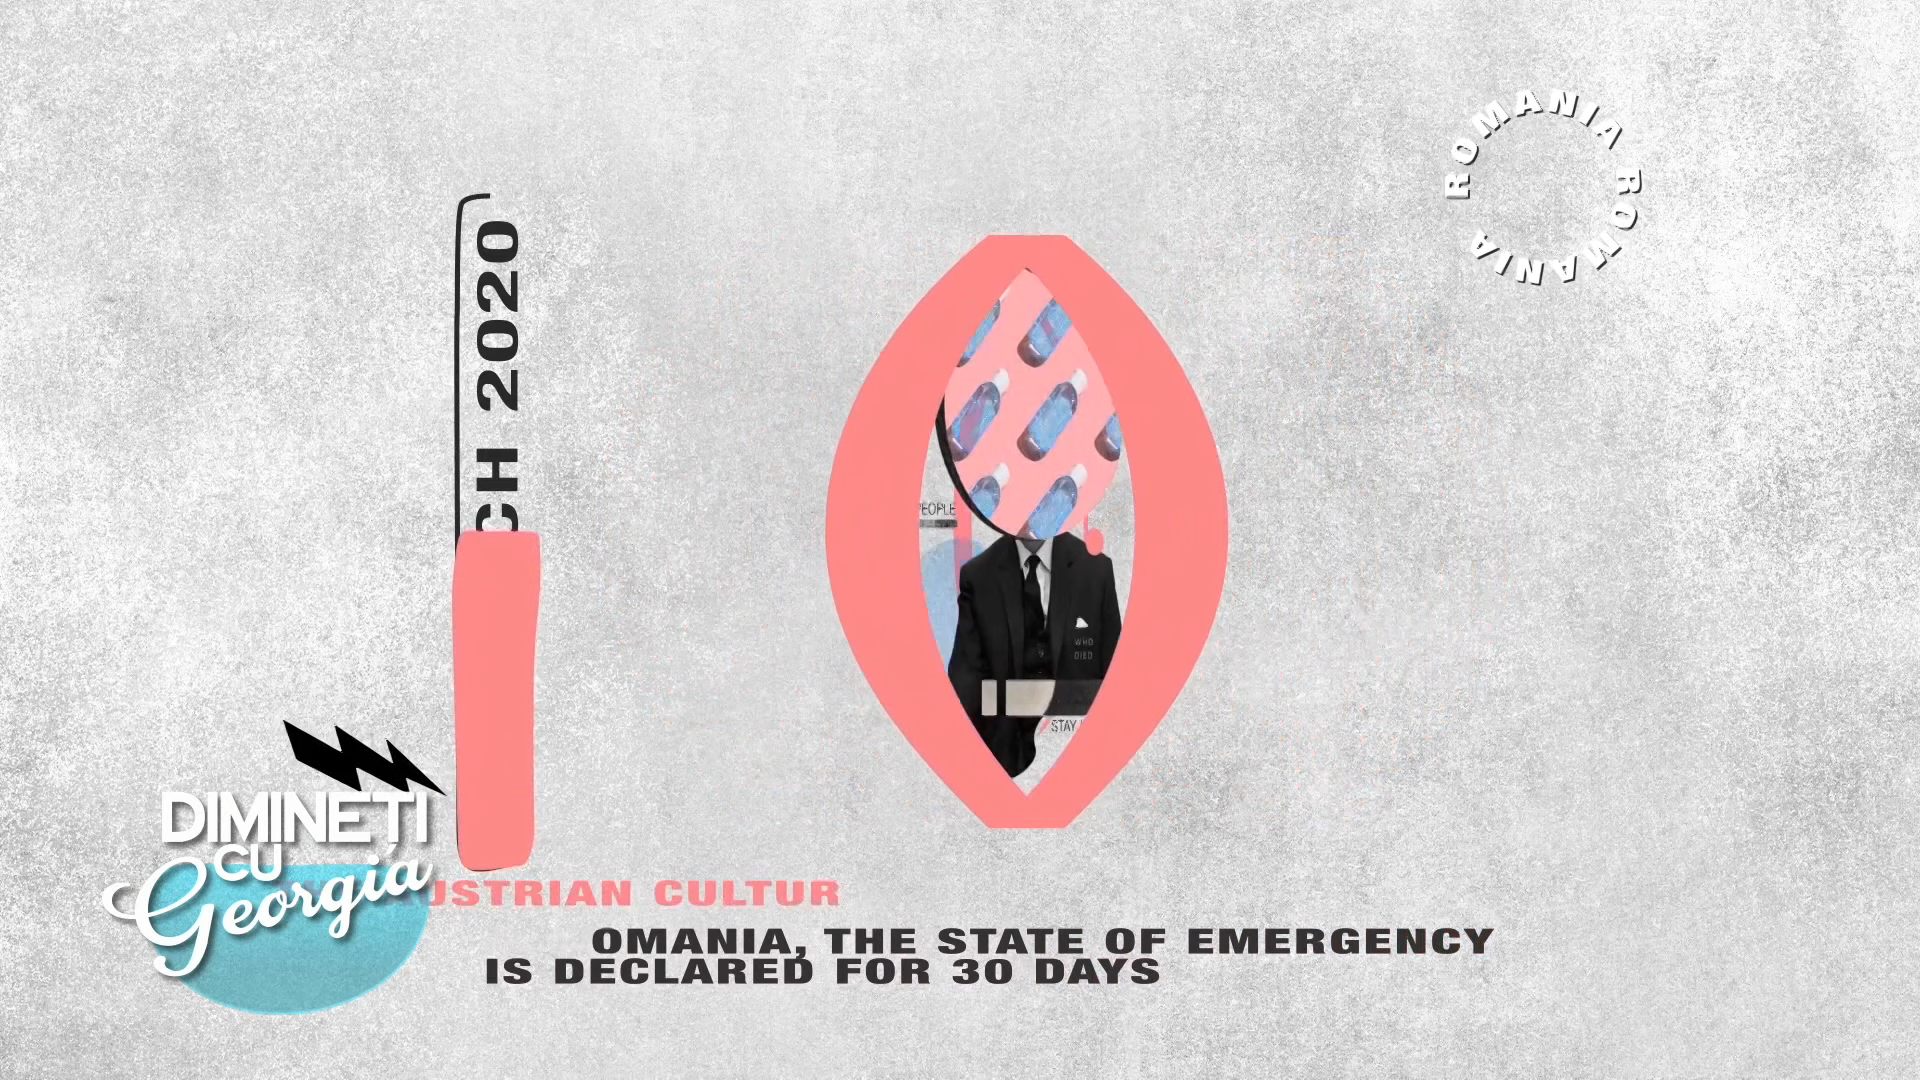 ROMANIA ROMANIA
CH 2020
PEOPLE
WHO
DIED
STAY
DIMINEȚI
CU
Georgia
USTRIAN CULTUR
OMANIA, THE STATE OF EMERGENCY
IS DECLARED FOR 30 DAYS